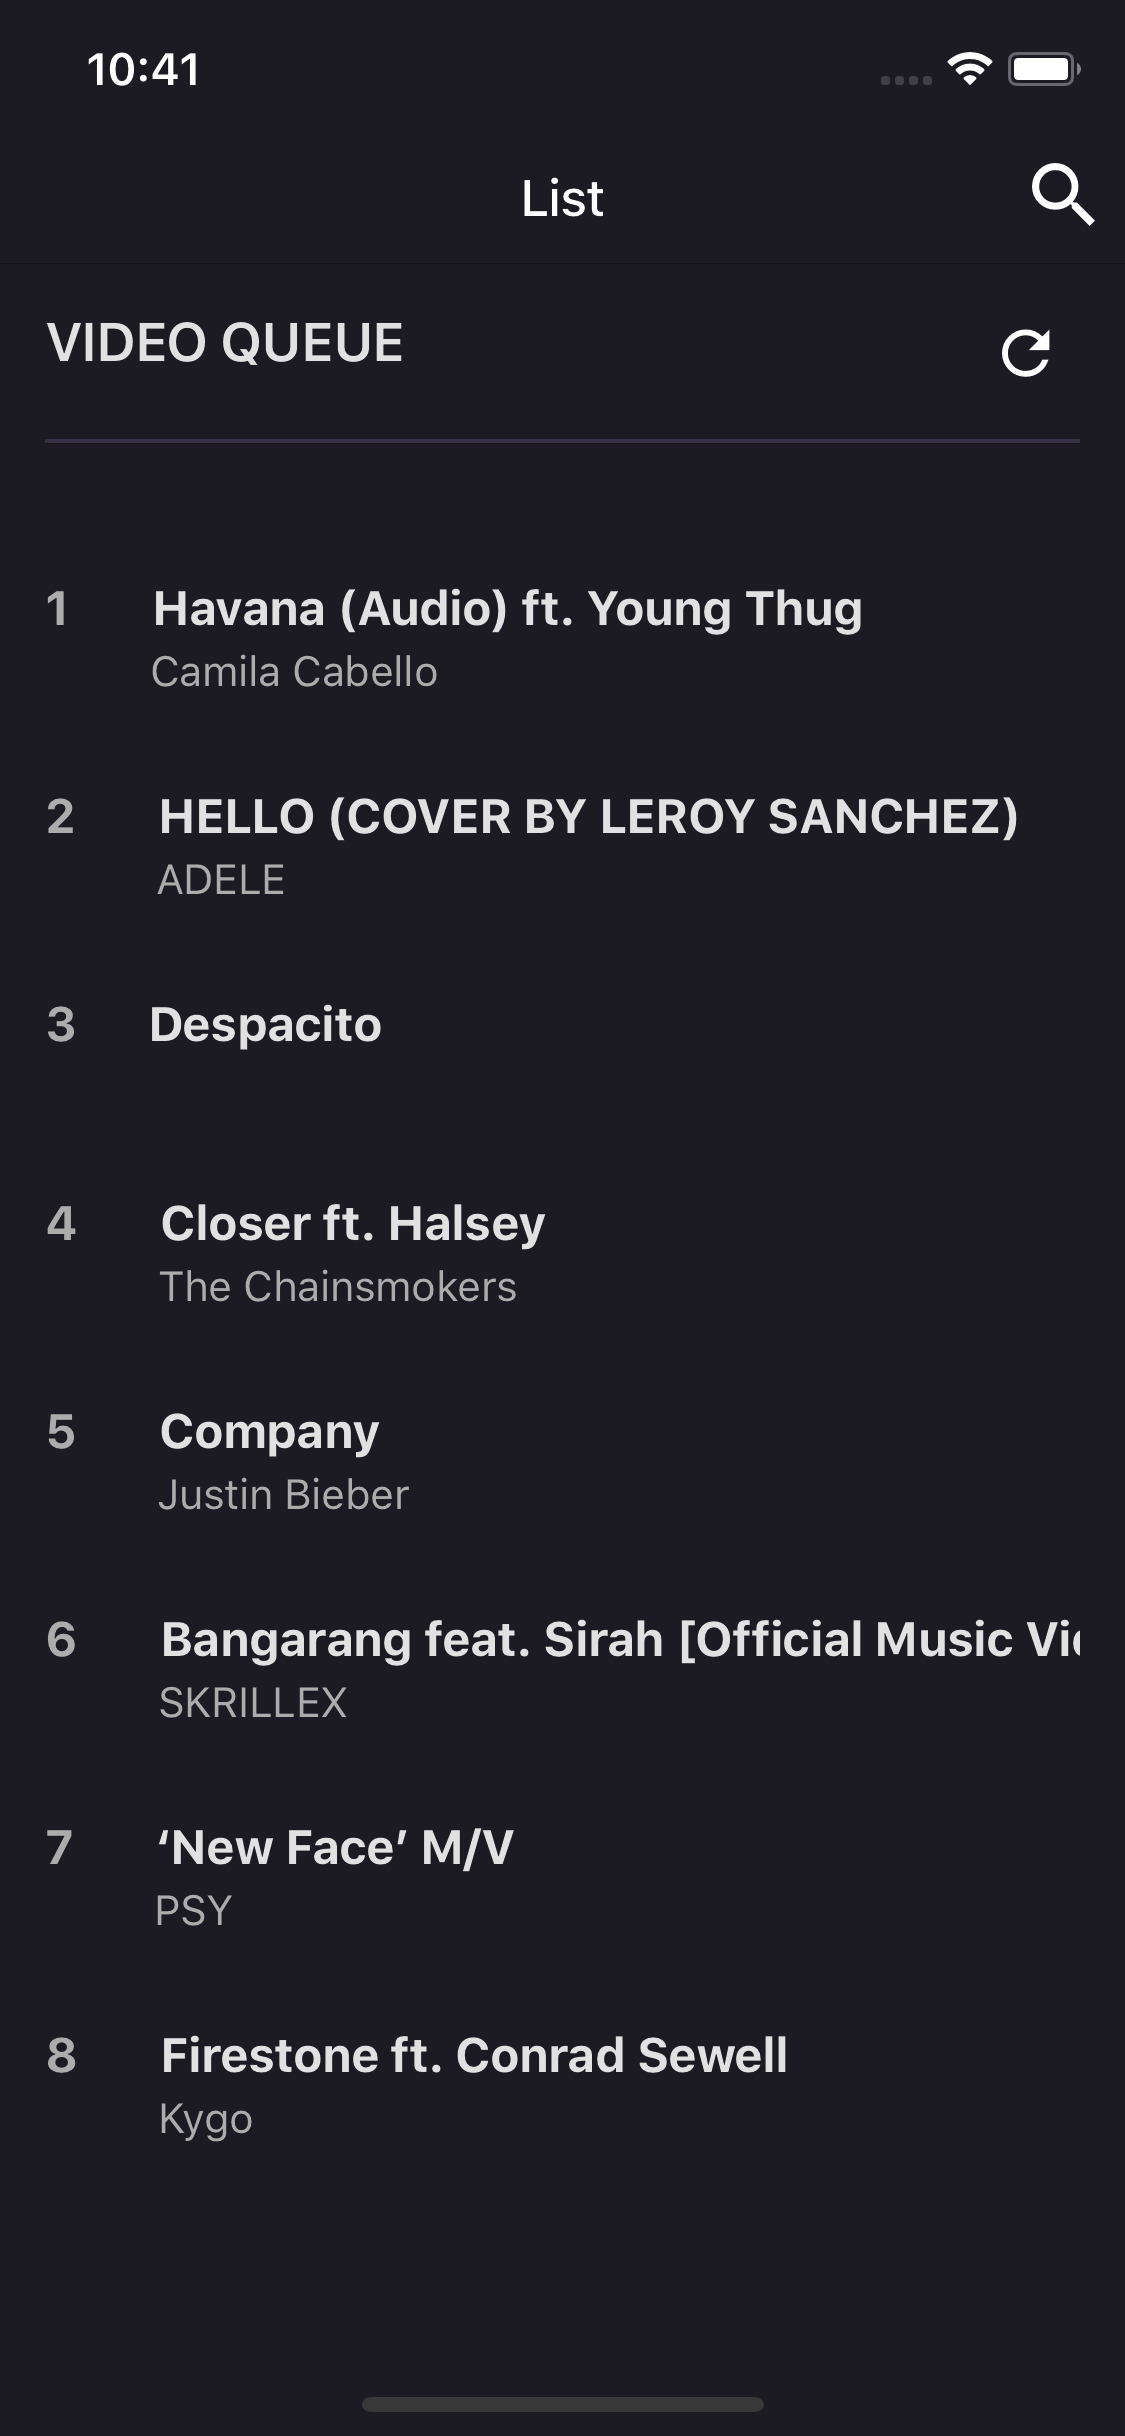 10:41
List
VIDEO QUEUE
1 Havana (Audio) ft. Young Thug
Camila Cabello
2 HELLO (COVER BY LEROY SANCHEZ)
ADELE
3 Despacito
4 Closer ft. Halsey
The Chainsmokers
5 Company
Justin Bieber
6 Bangarang feat. Sirah [Official Music
SKRILLEX
7 ‘New Face’ M/V
PSY
8 Firestone ft. Conrad Sewell
Kygo